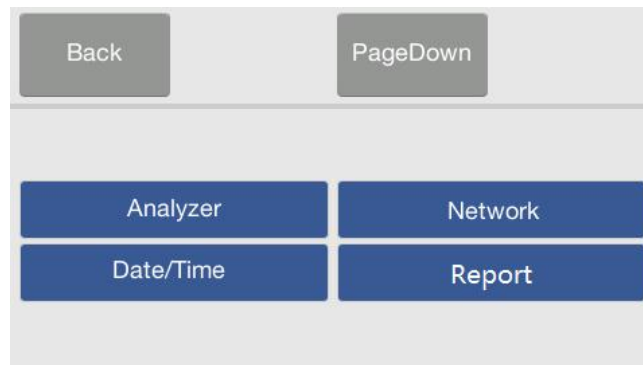 Back
PageDown
Analyzer
Network
Date/Time
Report